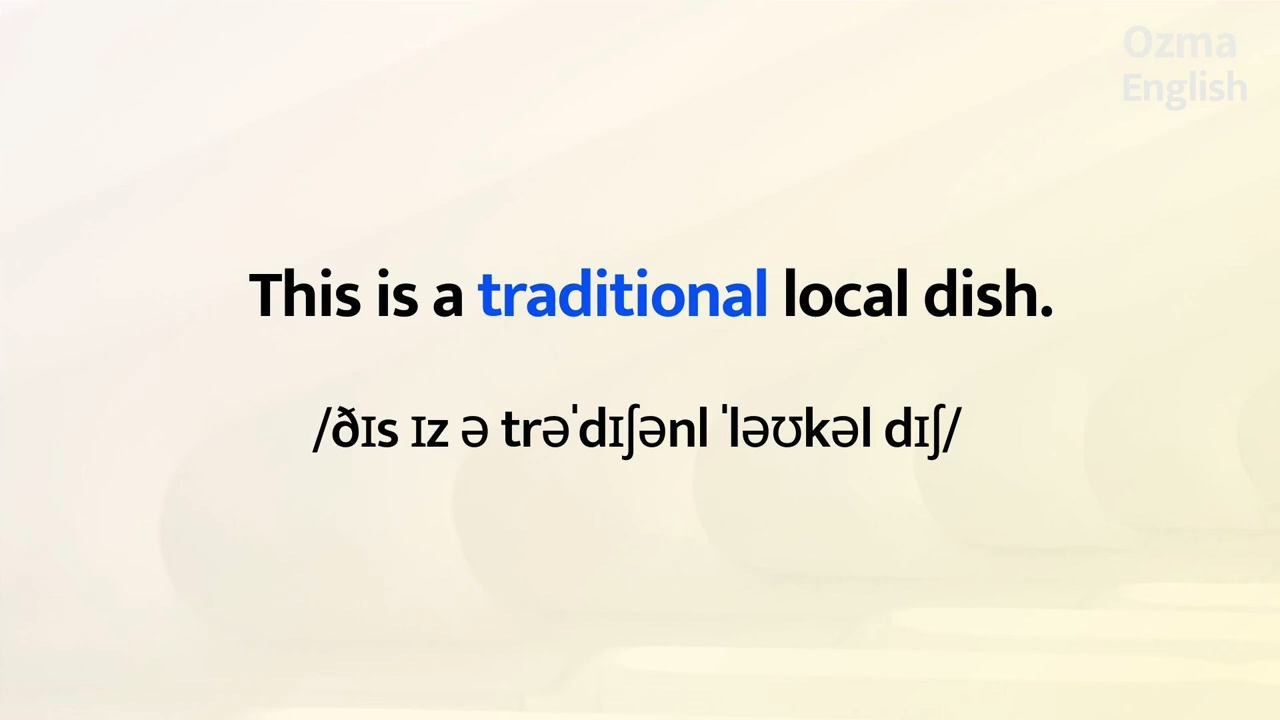 Ozma
English
This is a traditional local dish.
/ðɪs ɪz ə trəˈdɪʃənl ˈləʊkəl dɪʃ/